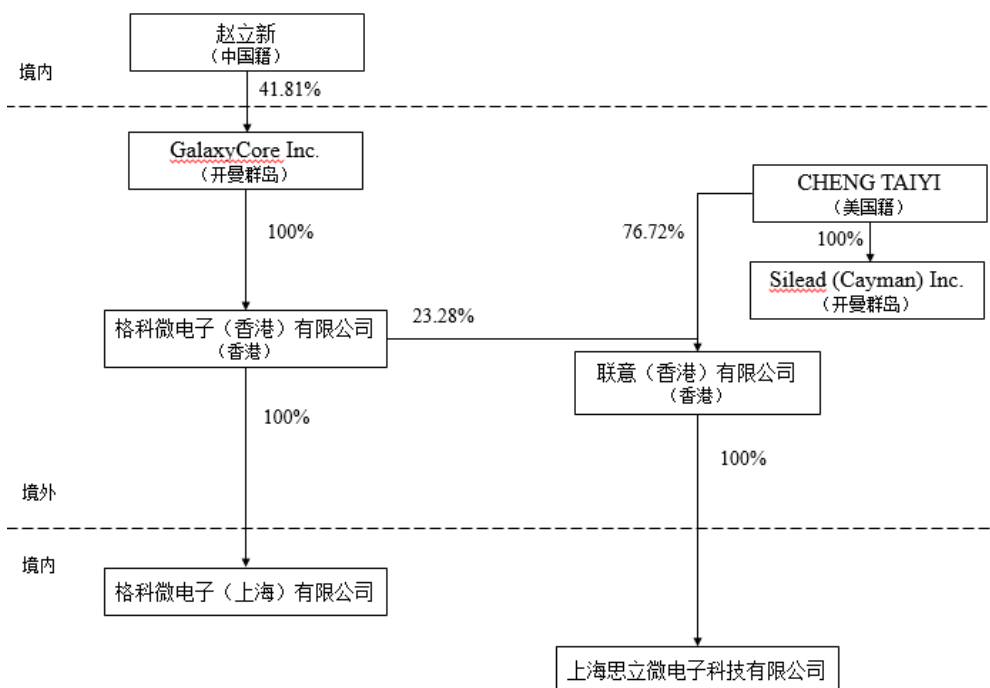 赵立新
（中国籍）
境内
41.81%
GalaxyCore Inc.
（开曼群岛）
CHENG TAIYI
（美国籍）
100%
76.72%
100%
Silead (Cayman) Inc.
（开曼群岛）
格科微电子（香港）有限公司
（香港）
23.28%
联意（香港）有限公司
（香港）
100%
100%
境外
境内
格科微电子（上海）有限公司
上海思立微电子科技有限公司